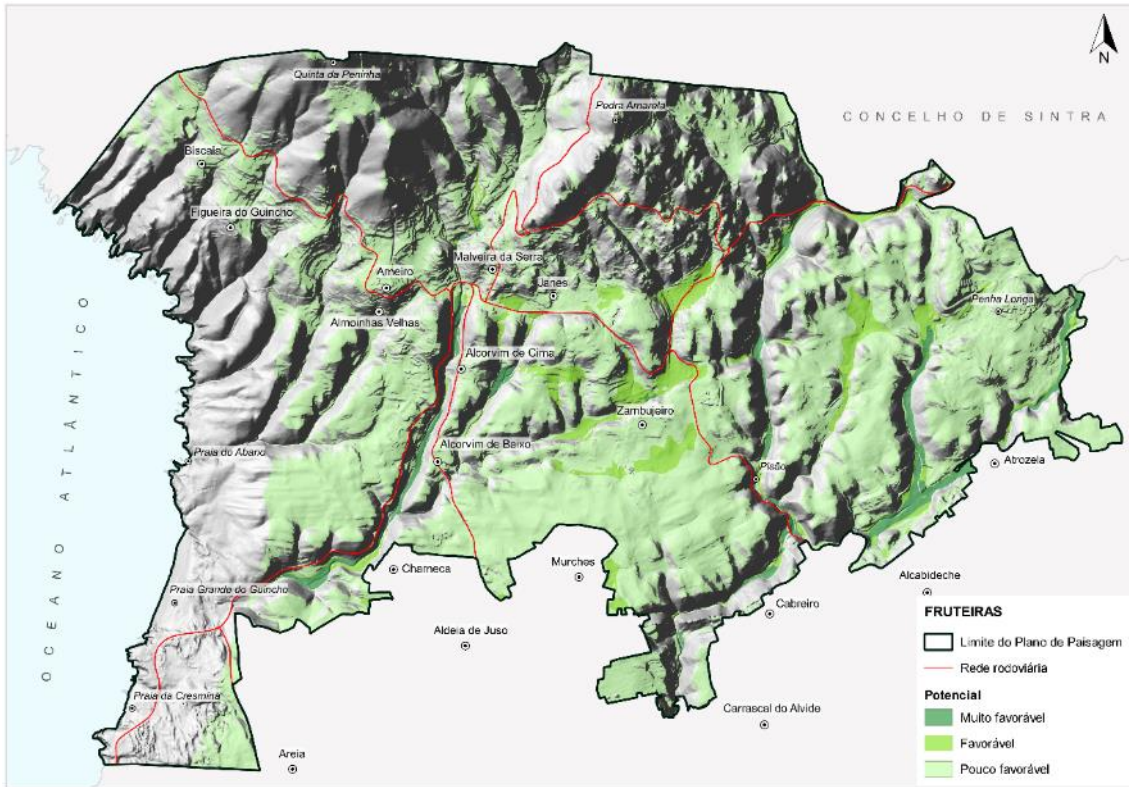 N
Quinta da Peninha
Pedra Amarela
CONCELHO DE SINTRA
Biscaia
Figueira do Guincho
Malveira da Serra
Arneiro
Janes
Penha Longa
Almoinhas Velhas
OCEANO ATLÂNTICO
Alcorvim de Cima
Zambujeiro
Praia do Abano
Alcorvim de Baixo
Atrozela
Pisão
Charneca
Murches
Praia Grande do Guincho
Alcabideche
Cabreiro
Aldeia de Juso
Praia da Cresmina
Carrascal do Alvide
Areia
FRUTEIRAS
Limite do Plano de Paisagem
Rede rodoviária
Potencial
Muito favorável
Favorável
Pouco favorável